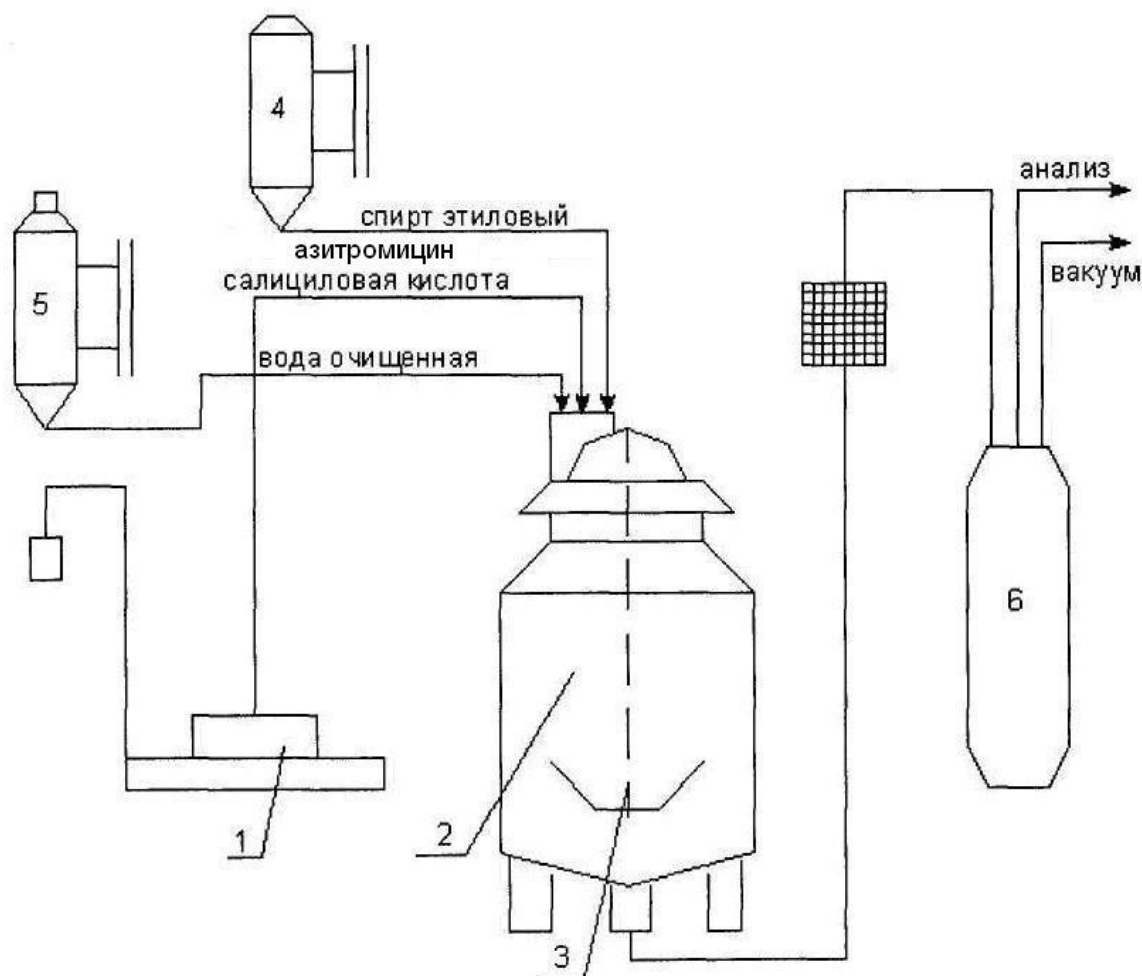 4
анализ
спирт этиловый
азитромицин
вакуум
салициловая кислота
5
вода очищенная
6
1
2
3